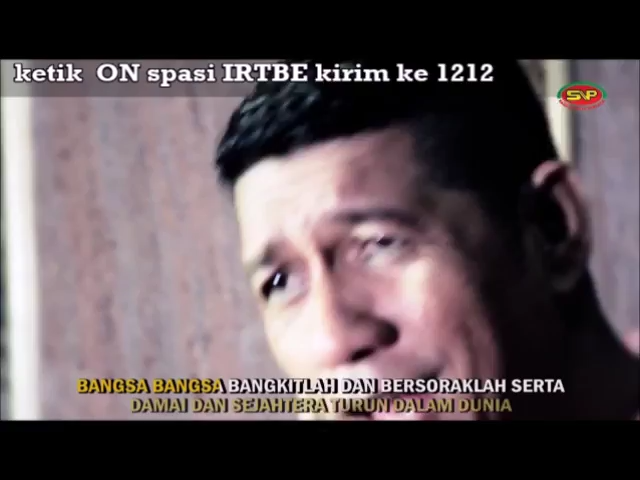 ketik ON spasi IRTBE kirim ke 1212
SNP
BANGSA BANGSA BANGKITLAH DAN BERSORAKLAH SERTA
DAMAI DAN SEJAHTERA TURUN DALAM DUNIA